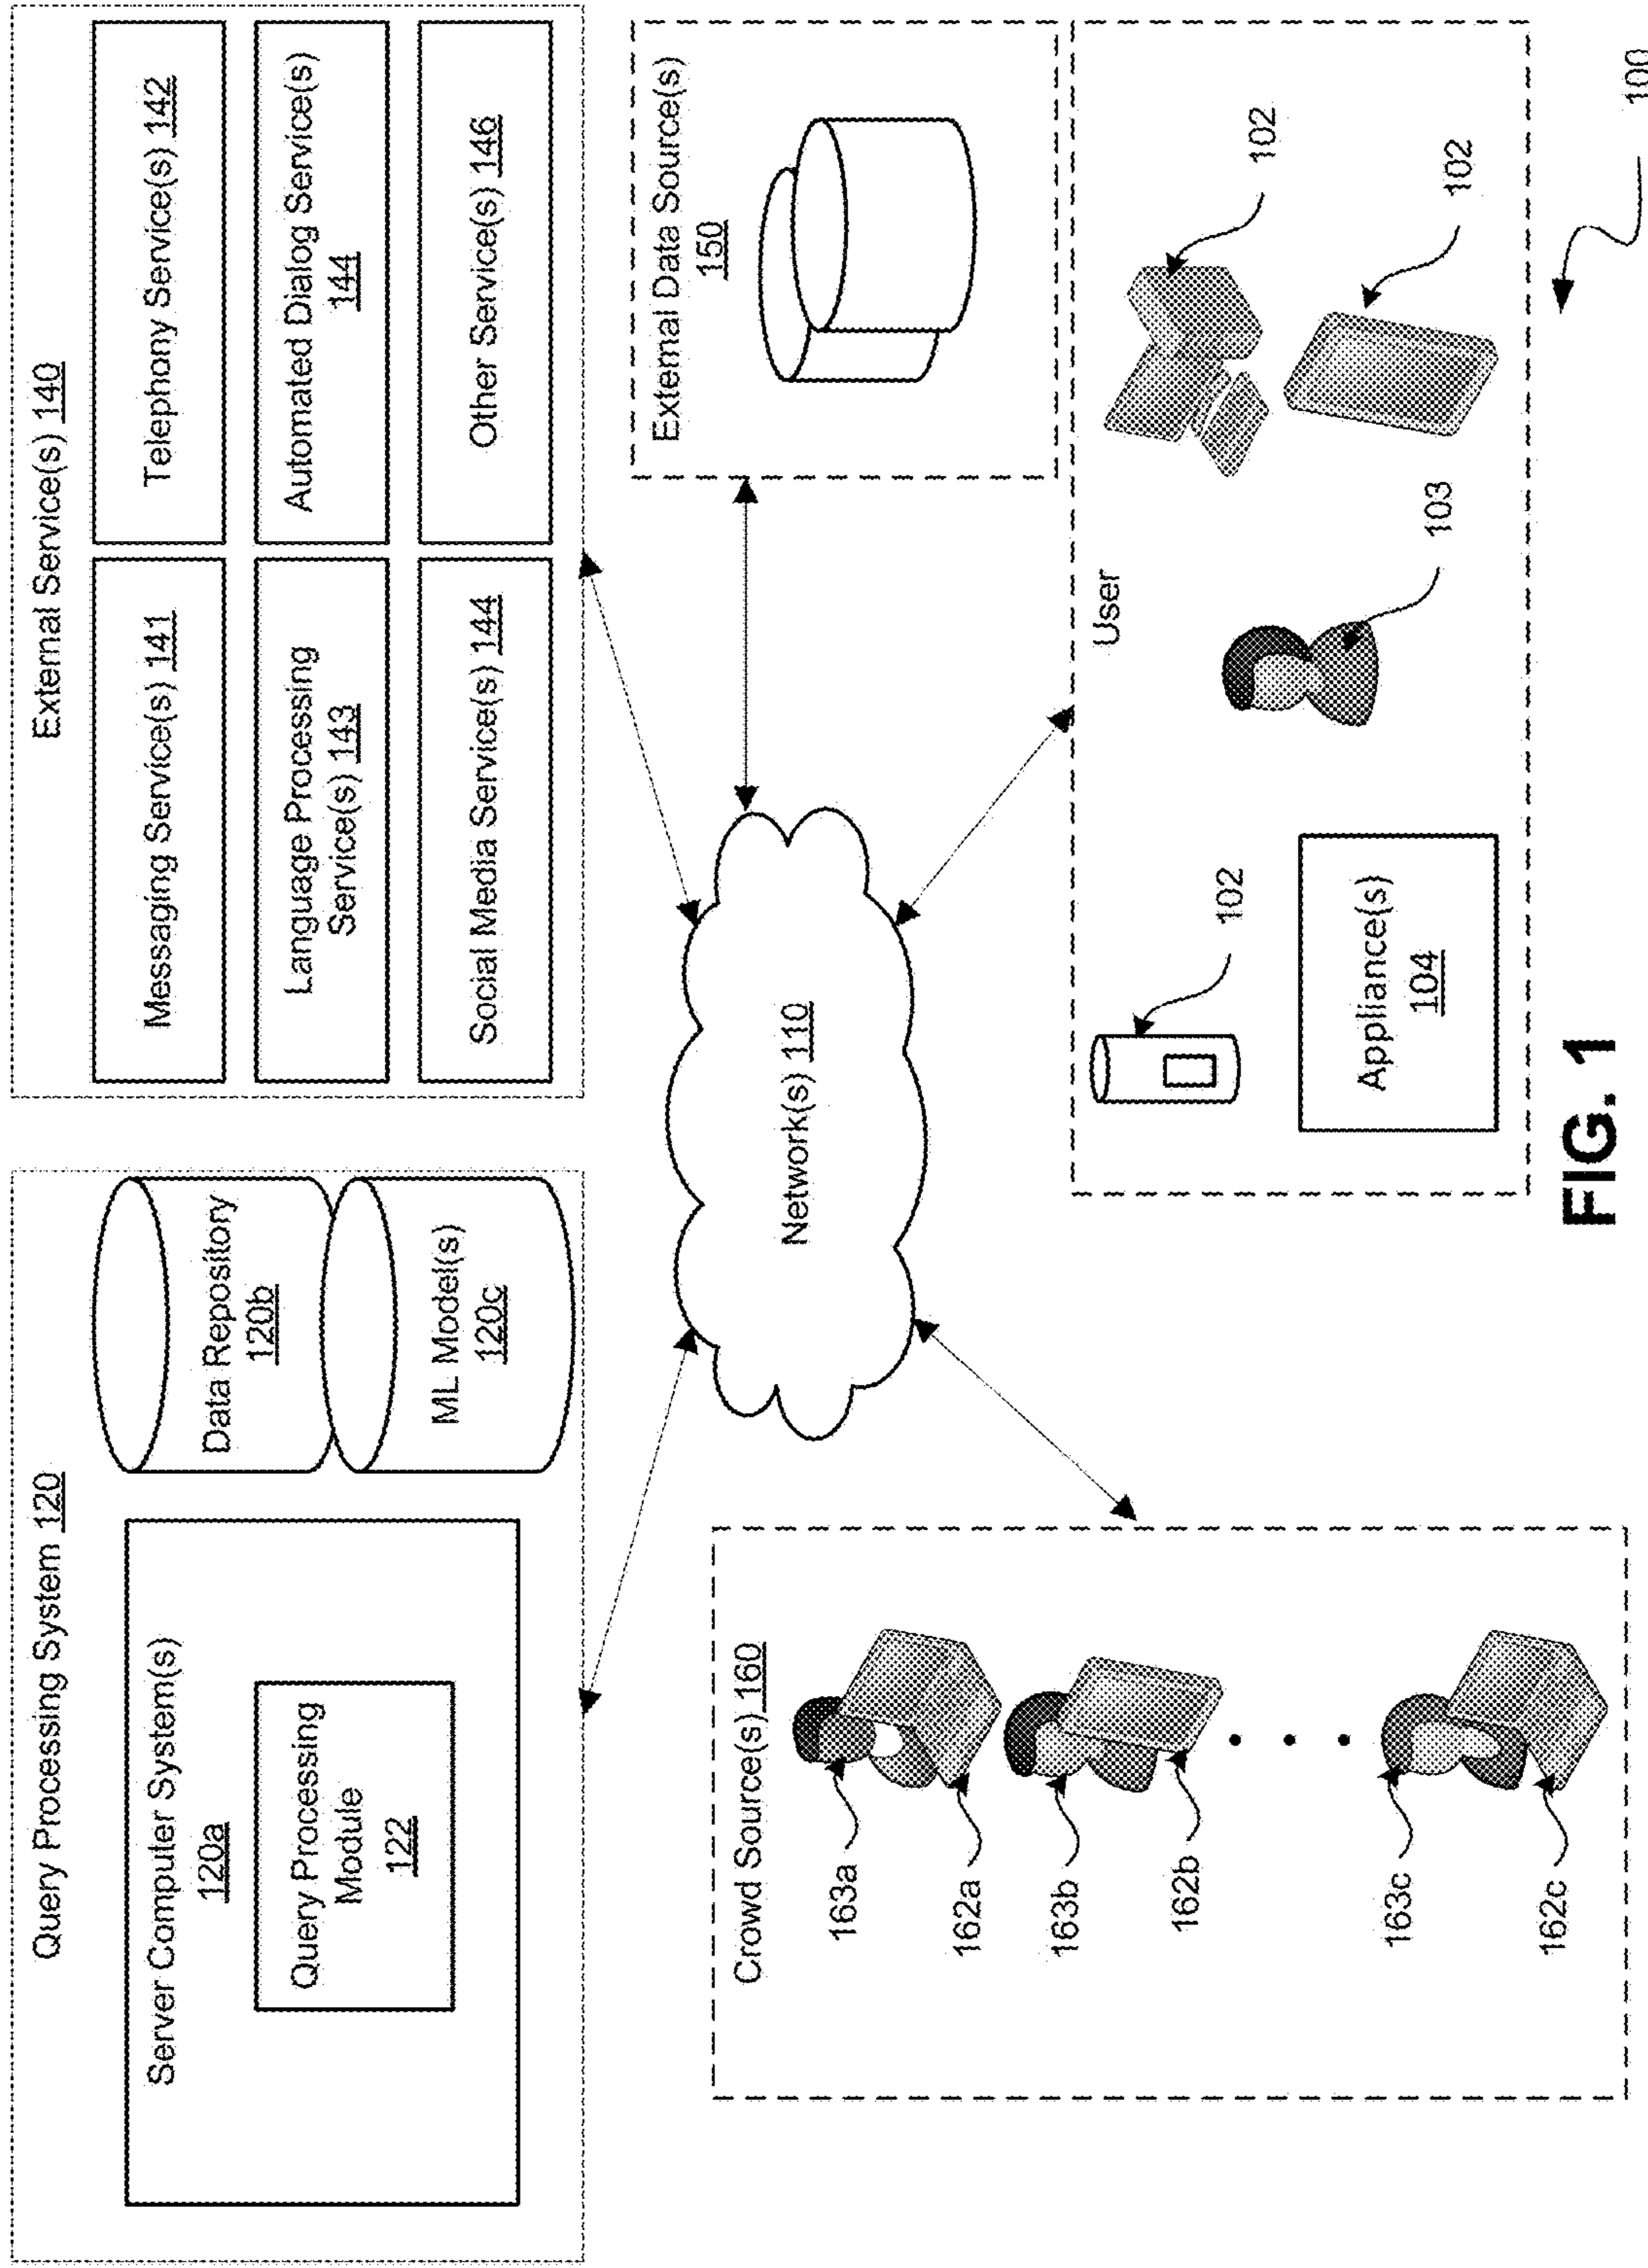 Query Processing System 120
Server Computer System(s)
120a
Query Processing
Module
122
Data Repository
120b
ML Model(s)
120c
External Service(s) 140
Messaging Service(s) 141
Telephony Service(s) 142
Language Processing
Service(s) 143
Automated Dialog Service(s)
144
Social Media Service(s) 144
Other Service(s) 146
Network(s) 110
External Data Source(s)
150
Crowd Source(s) 160
163a
162a
163b
162b
163c
162c
User
102
102
102
103
Appliance(s)
104
100
FIG. 1